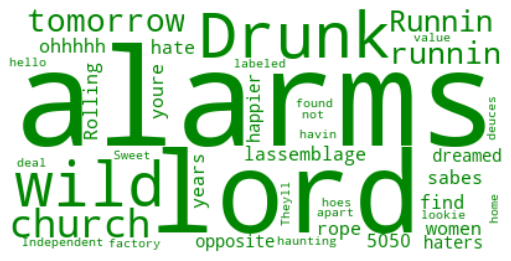 tomorrow
Drunk
Runnin
value
runnin
ohhhhh
hate
hello
labeled
alarms
Rolling
youre
happier
found
not
havin
deuces
lord
lassemblage
dreamed
deal
Sweet
wild
years
They'll
sabes
church
hoes
apart
rope
find
lookie
home
women
Independent
factory
opposite
haunting
5050
haters